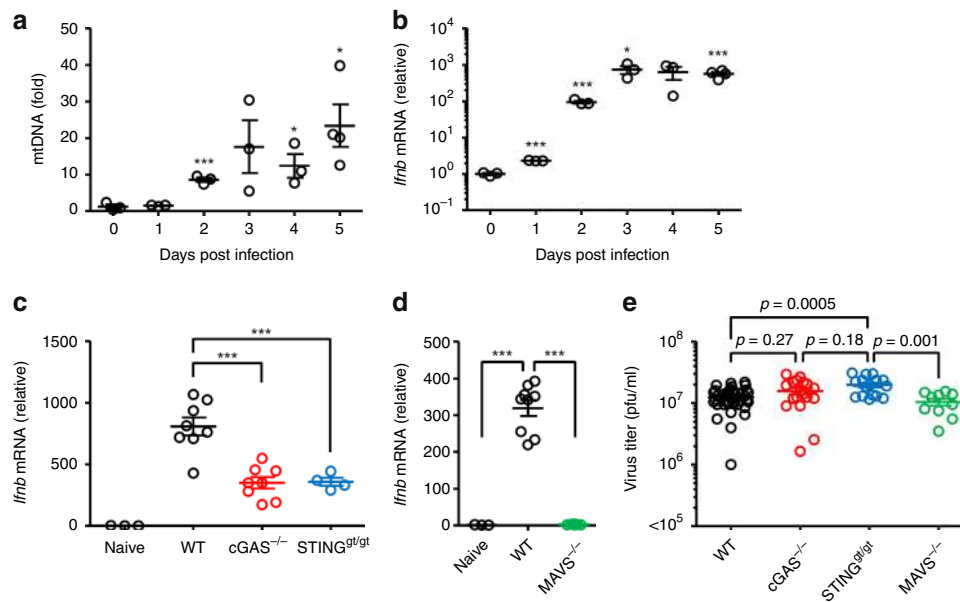 a
mtDNA (fold)
50
40
30
20
10
0
***
*
*
0 1 2 3 4 5
Days post infection
b
Ifnb mRNA (relative)
10⁴
10³
10²
10¹
10⁰
10⁻¹
***
***
*
***
0 1 2 3 4 5
Days post infection
c
Ifnb mRNA (relative)
1500
1000
500
0
***
***
Naive WT cGAS⁻/⁻ STINGᵍᵗ/ᵍᵗ
d
Ifnb mRNA (relative)
500
400
300
200
100
0
*** ***
Naive WT MAVS⁻/⁻
e
Virus titer (pfu/ml)
10⁸
10⁷
10⁶
<10⁵
p = 0.0005
p = 0.27 p = 0.18 p = 0.001
WT cGAS⁻/⁻ STINGᵍᵗ/ᵍᵗ MAVS⁻/⁻